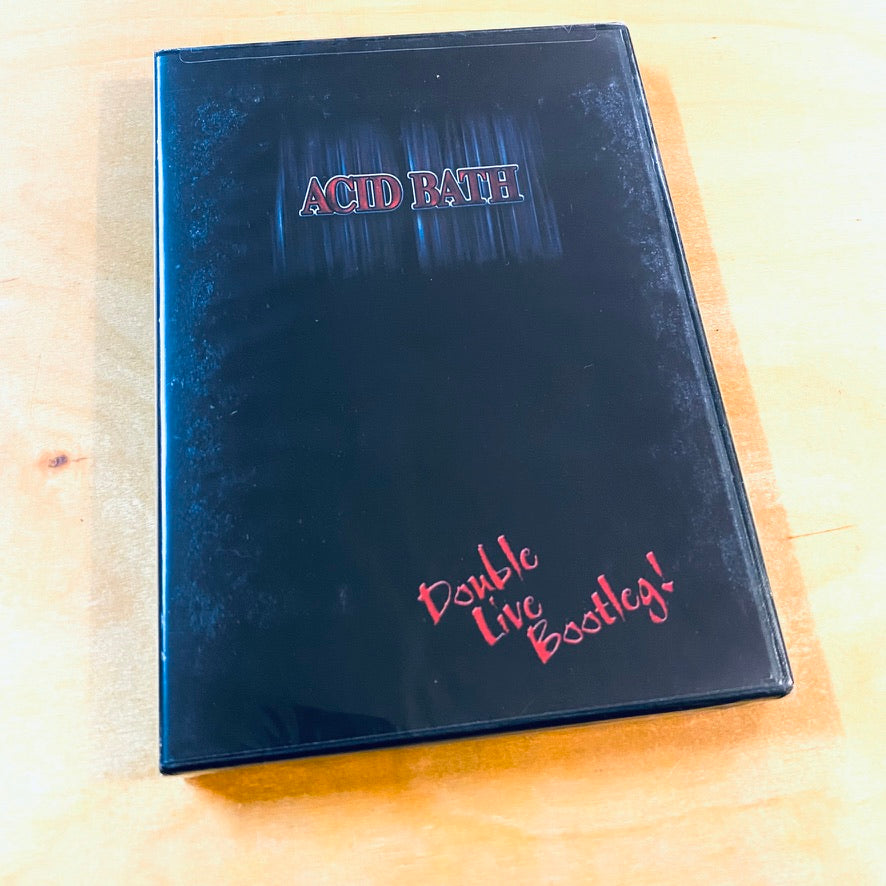 ACID BATH
Double
Live
Bootleg!